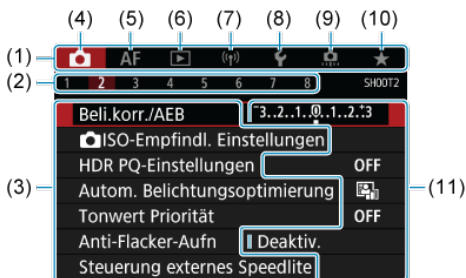 (4) (5) (6) (7) (8) (9) (10)
(1) AF
(2) 1 2 3 4 5 6 7 8 SHOOT2
Beli.korr./AEB -3..2..1..0..1..2..+3
ISO-Empfindl. Einstellungen
HDR PQ-Einstellungen OFF
(3) Autom. Belichtungsoptimierung (11)
Tonwert Priorität OFF
Anti-Flacker-Aufn Deaktiv.
Steuerung externes Speedlite